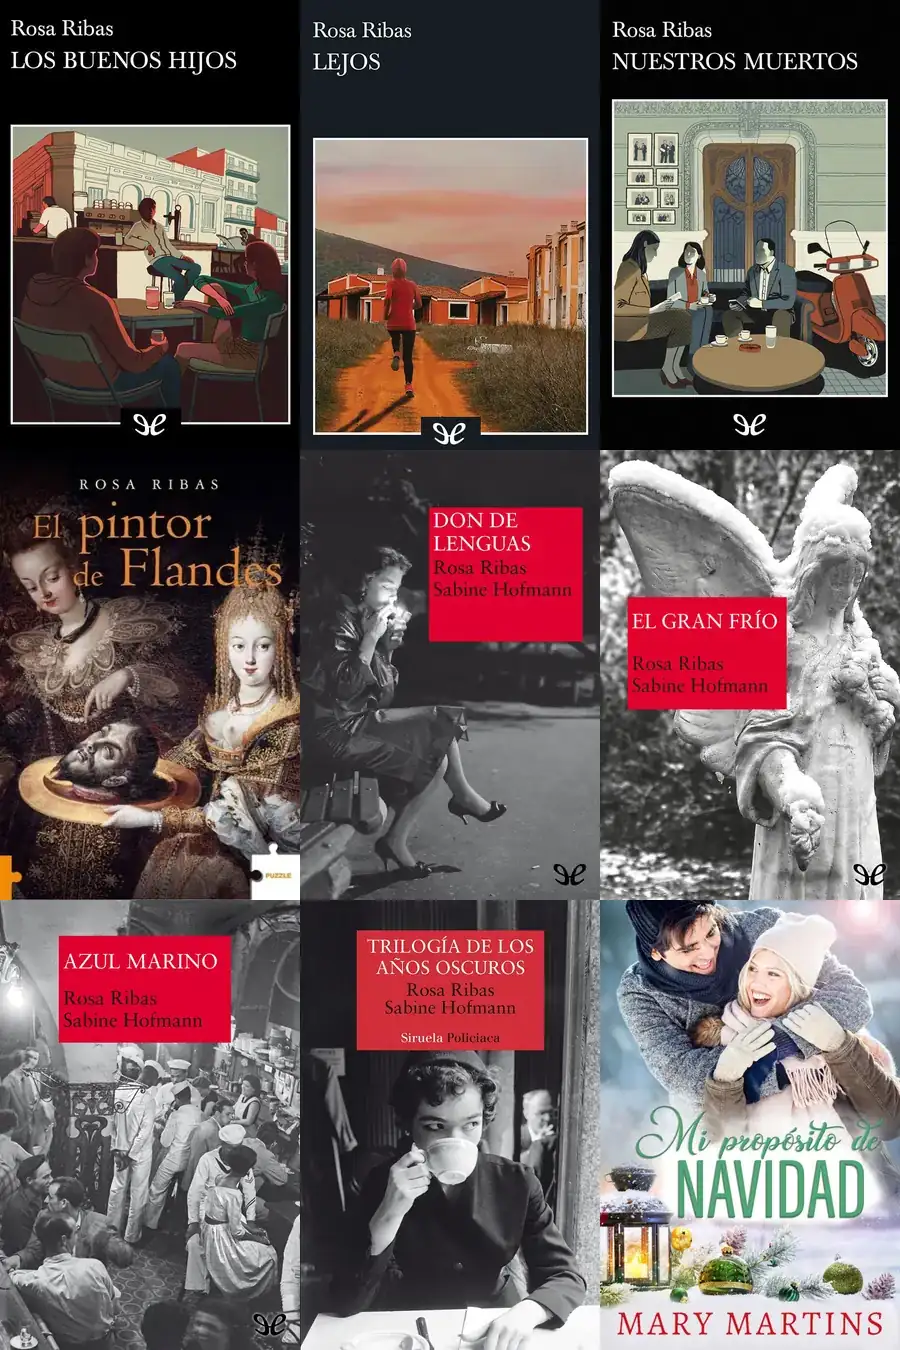 Rosa Ribas
LOS BUENOS HIJOS
Rosa Ribas
LEJOS
Rosa Ribas
NUESTROS MUERTOS
ROSA RIBAS
El pintor
de Flandes
PUZZLE
DON DE
LENGUAS
Rosa Ribas
Sabine Hofmann
EL GRAN FRÍO
Rosa Ribas
Sabine Hofmann
AZUL MARINO
Rosa Ribas
Sabine Hofmann
TRILOGÍA DE LOS
AÑOS OSCUROS
Rosa Ribas
Sabine Hofmann
Siruela Policiaca
Mi propósito de
NAVIDAD
MARY MARTINS